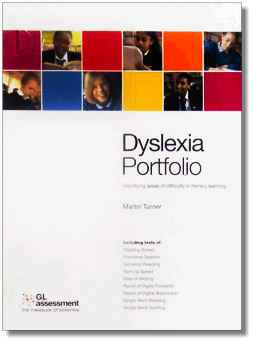 Dyslexia
Portfolio
Identifying areas of difficulty in literacy learning
Martin Turner
including tests of:
Reading Speed
Phoneme Deletion
Nonword Reading
Naming Speed
Rate of Writing
Recall of Digits Forwards
Recall of Digits Backwards
Single Word Reading
Single Word Spelling
GL
assessment
the measure of potential